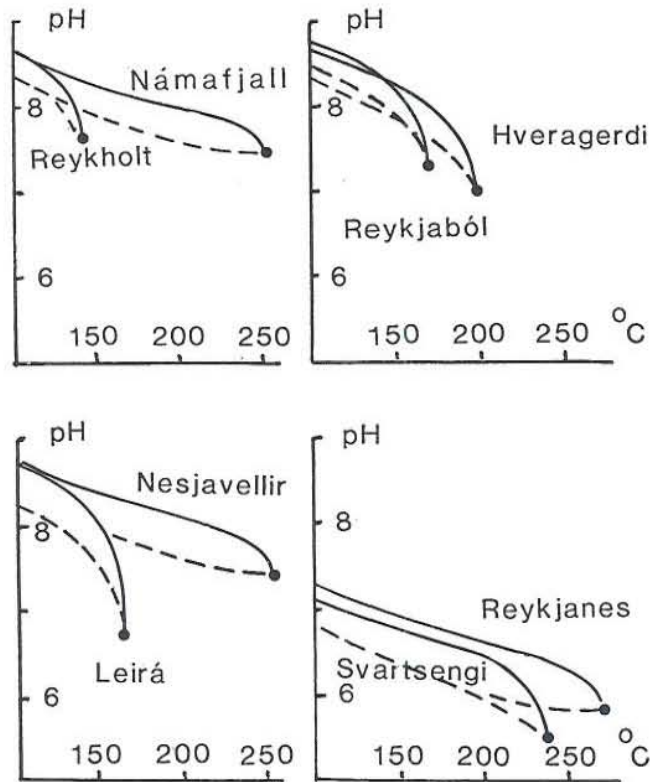 pH
Námafjall
8
Reykholt
6
150 200 250
pH
8
Hveragerdi
Reykjaból
6
150 200 250 °C
pH
Nesjavellir
8
Leirá
6
150 200 250
pH
8
Reykjanes
Svartsengi
6
150 200 250 °C